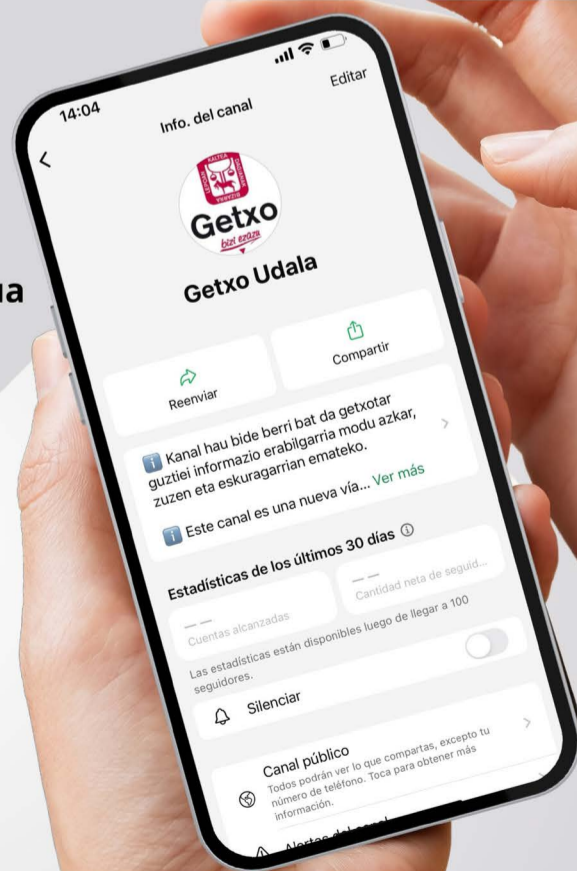 14:04
Info. del canal
Editar
Getxo
bizi ezazu
Getxo Udala
Reenviar
Compartir
Kanal hau bide berri bat da getxotar
guztiei informazio erabilgarria modu azkar,
zuzen eta eskuragarrian emateko.
Este canal es una nueva vía... Ver más
Estadísticas de los últimos 30 días
Cuentas alcanzadas
Cantidad neta de seguid...
Las estadísticas están disponibles luego de llegar a 100
seguidores.
Silenciar
Canal público
Todos podrán ver lo que compartas, excepto tu
número de teléfono. Toca para obtener más
información.
Alertas del canal